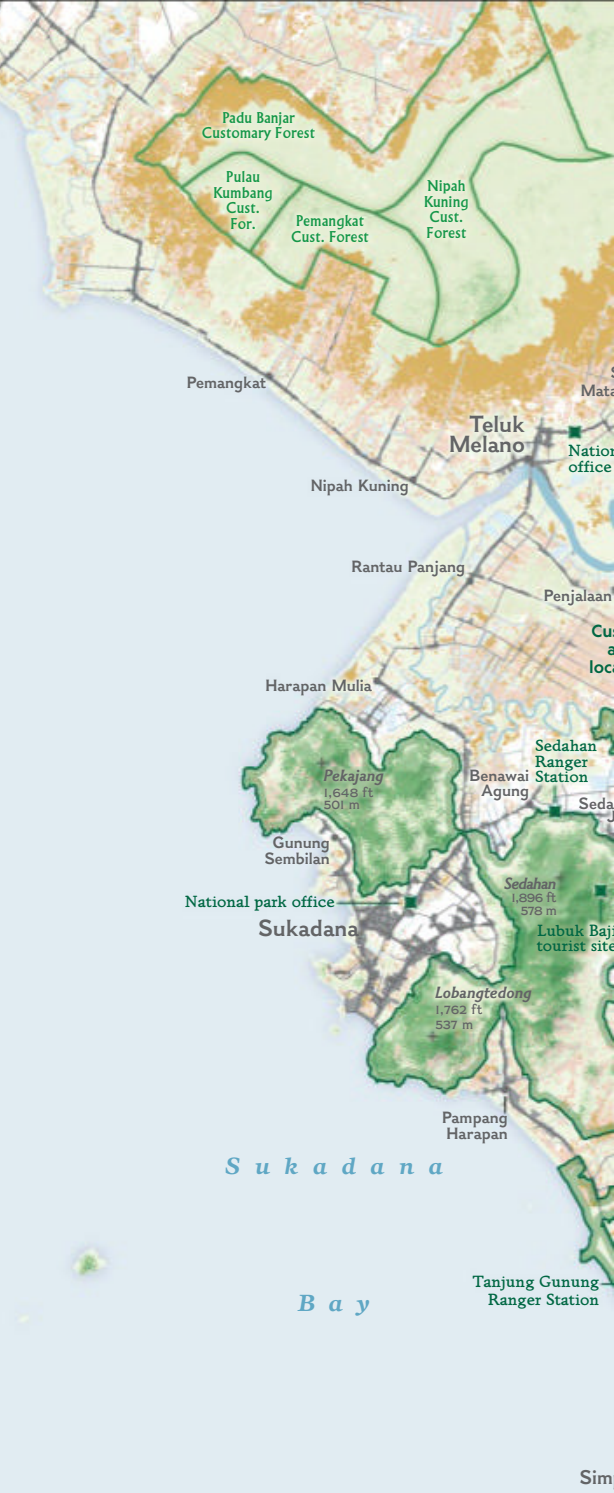 Padu Banjar
Customary Forest
Pulau
Kumbang
Cust.
For.
Pemangkat
Cust. Forest
Nipah
Kuning
Cust.
Forest
Pemangkat
Teluk
Melano
office
Nipah Kuning
Rantau Panjang
Penjalaan
Harapan Mulia
Sedahan
Ranger
Station
Pekajang
1,648 ft
501 m
Benawai
Agung
Gunung
Sembilan
Sedahan
1,896 ft
578 m
National park office
Sukadana
Lubuk Baji
tourist site
Lobangtedong
1,762 ft
537 m
Pampang
Harapan
Sukadana
Bay
Tanjung Gunung
Ranger Station